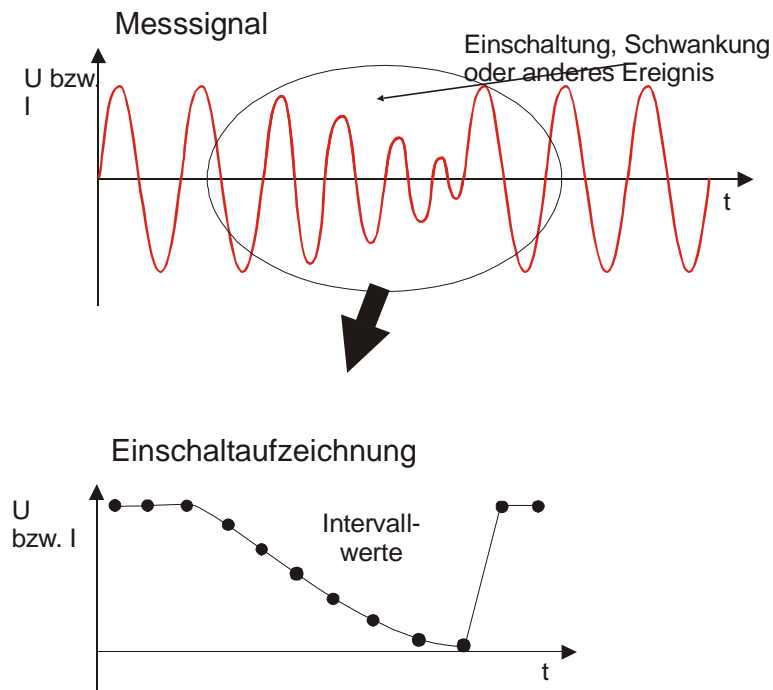 Messsignal
Einschaltung, Schwankung
oder anderes Ereignis
U bzw.
I
t
Einschaltaufzeichnung
U
bzw. I
Intervall-
werte
t